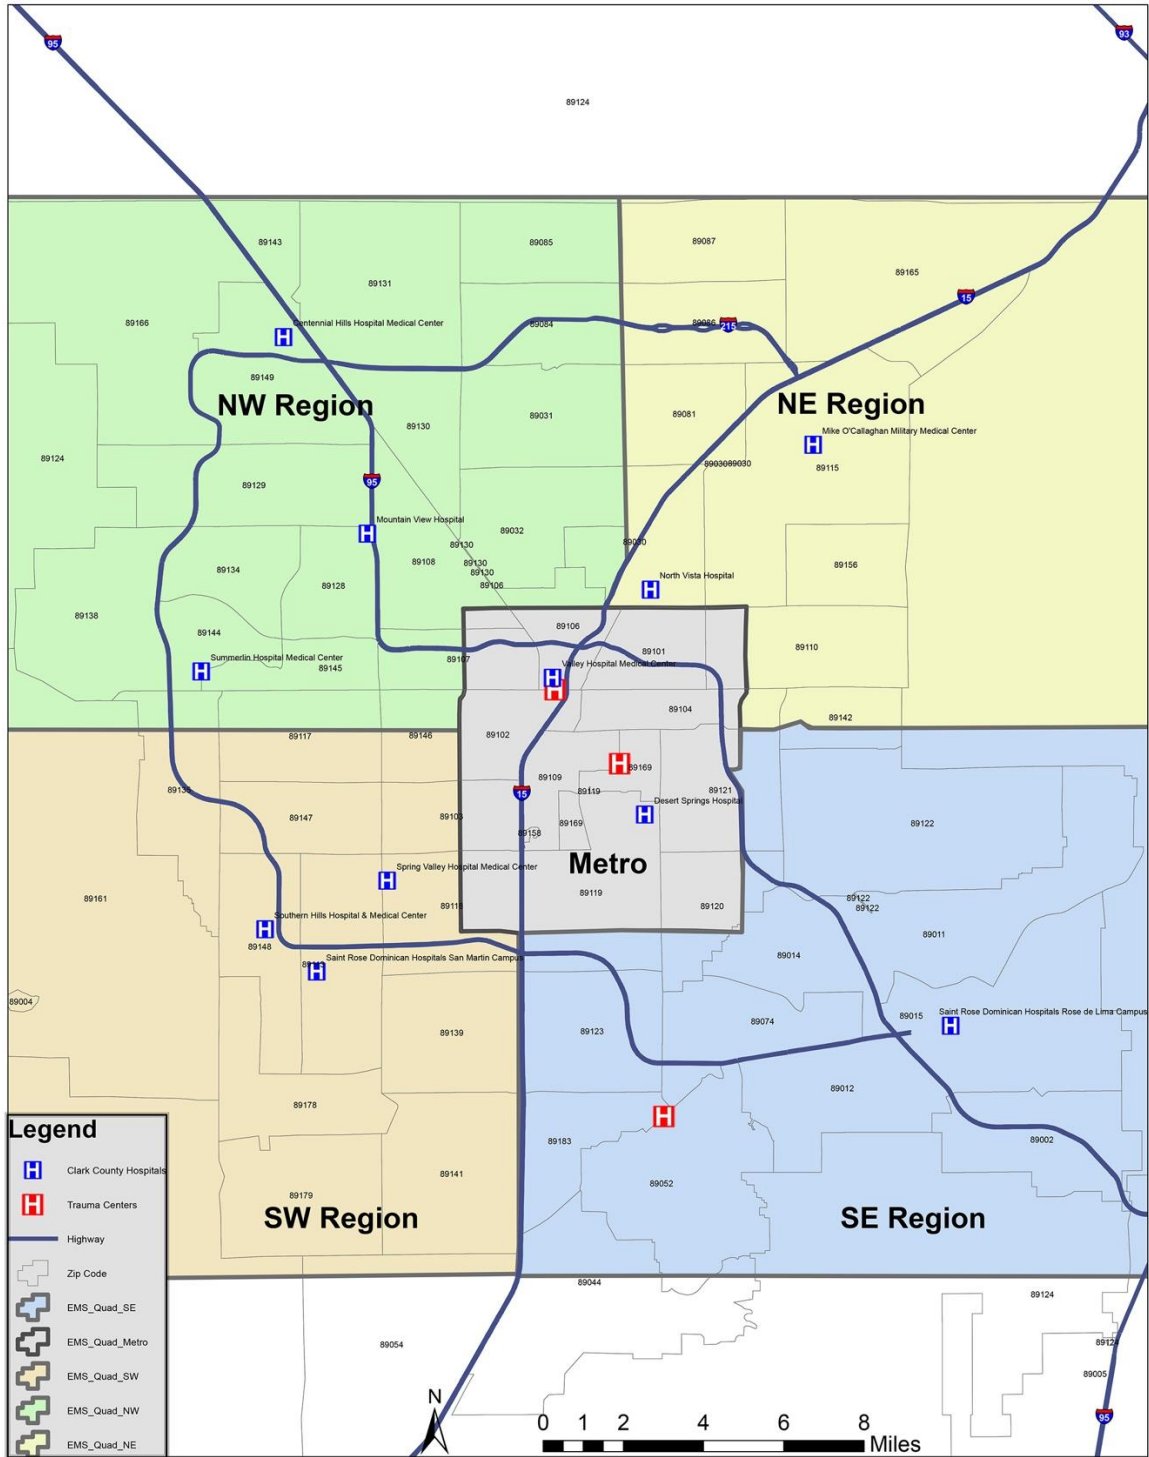 95
93
89124
89143
89085
89087
89165
89131
15
89166
Centennial Hills Hospital Medical Center
89084
89086
215
89149
NW Region
NE Region
89031
89081
89130
Mike O'Callaghan Military Medical Center
89124
8903089030
89115
95
89129
Mountain View Hospital
89032
89130
89030
89108
89130
89130
89156
89134
89128
89106
North Vista Hospital
89138
89106
89144
89101
89110
Summerlin Hospital Medical Center
89107
Valley Hospital Medical Center
89145
89104
89142
89117
89146
89102
89109
89169
89135
15
89119
89121
Desert Springs Hospital
89147
89103
89158
89169
89122
Metro
Spring Valley Hospital Medical Center
89161
89119
89122
89118
89120
89122
Southern Hills Hospital & Medical Center
89011
89148
89014
Saint Rose Dominican Hospitals San Martin Campus
89004
Saint Rose Dominican Hospitals Rose de Lima Campus
89015
89139
89123
89074
89012
89178
Legend
89183
89002
Clark County Hospitals
89141
89052
89179
Trauma Centers
SW Region
SE Region
Highway
Zip Code
89044
89124
EMS_Quad_SE
EMS_Quad_Metro
89054
89124
89005
EMS_Quad_SW
N
EMS_Quad_NW
95
0 1 2 4 6 8
Miles
EMS_Quad_NE